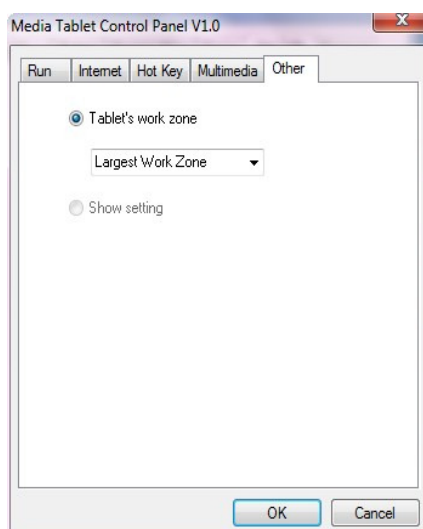 Media Tablet Control Panel V1.0
Run Internet Hot Key Multimedia Other
Tablet's work zone
Largest Work Zone
Show setting
OK Cancel